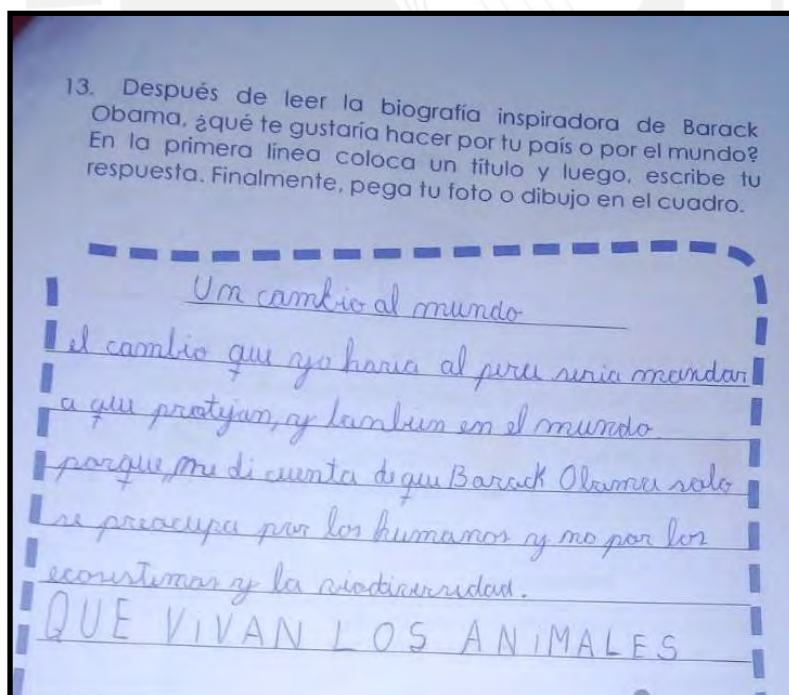 13. Después de leer la biografía inspiradora de Barack
Obama, ¿qué te gustaría hacer por tu país o por el mundo?
En la primera línea coloca un título y luego, escribe tu
respuesta. Finalmente, pega tu foto o dibujo en el cuadro.
Un cambio al mundo
el cambio que yo haria al peru seria mandar
a que protejan, y tambien en el mundo.
porque, me di cuenta de que Barack Obama solo
se preocupa por los humanos y no por los
ecosistemas y la biodiversidad.
QUE VIVAN LOS ANIMALES